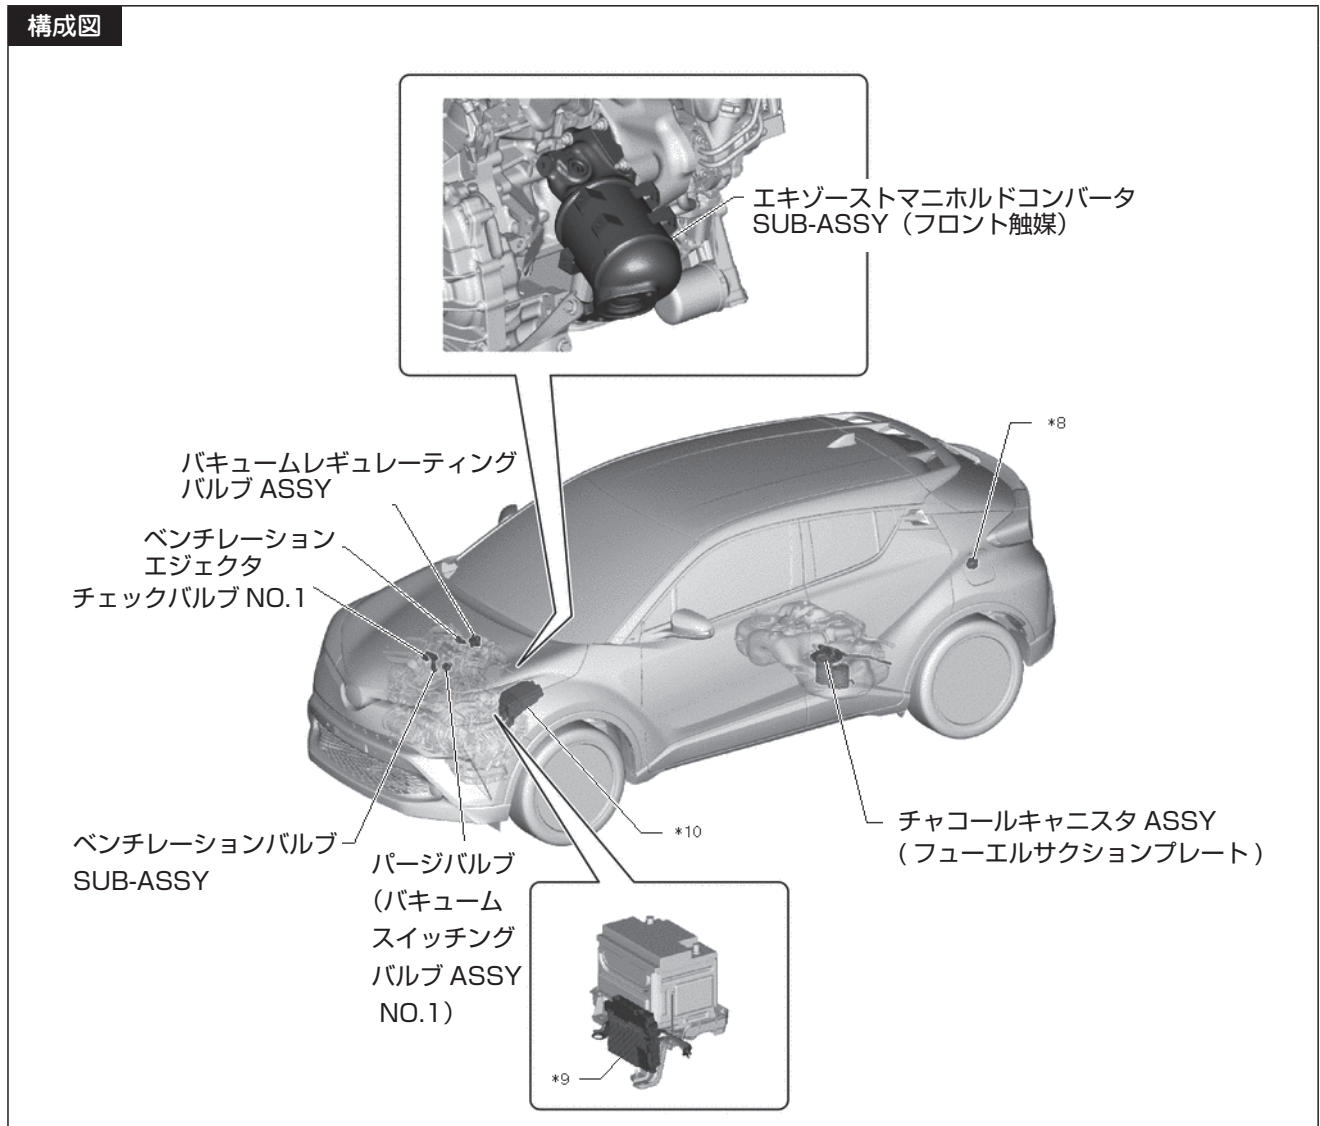 構成図
エキゾーストマニホルドコンバータ
SUB-ASSY（フロント触媒）
*8
バキュームレギュレーティング
バルブ ASSY
ベンチレーション
エジェクタ
チェックバルブ NO.1
ベンチレーションバルブ
SUB-ASSY
パージバルブ
（バキューム
スイッチング
バルブ ASSY
NO.1）
*10
チャコールキャニスタ ASSY
( フューエルサクションプレート )
*9